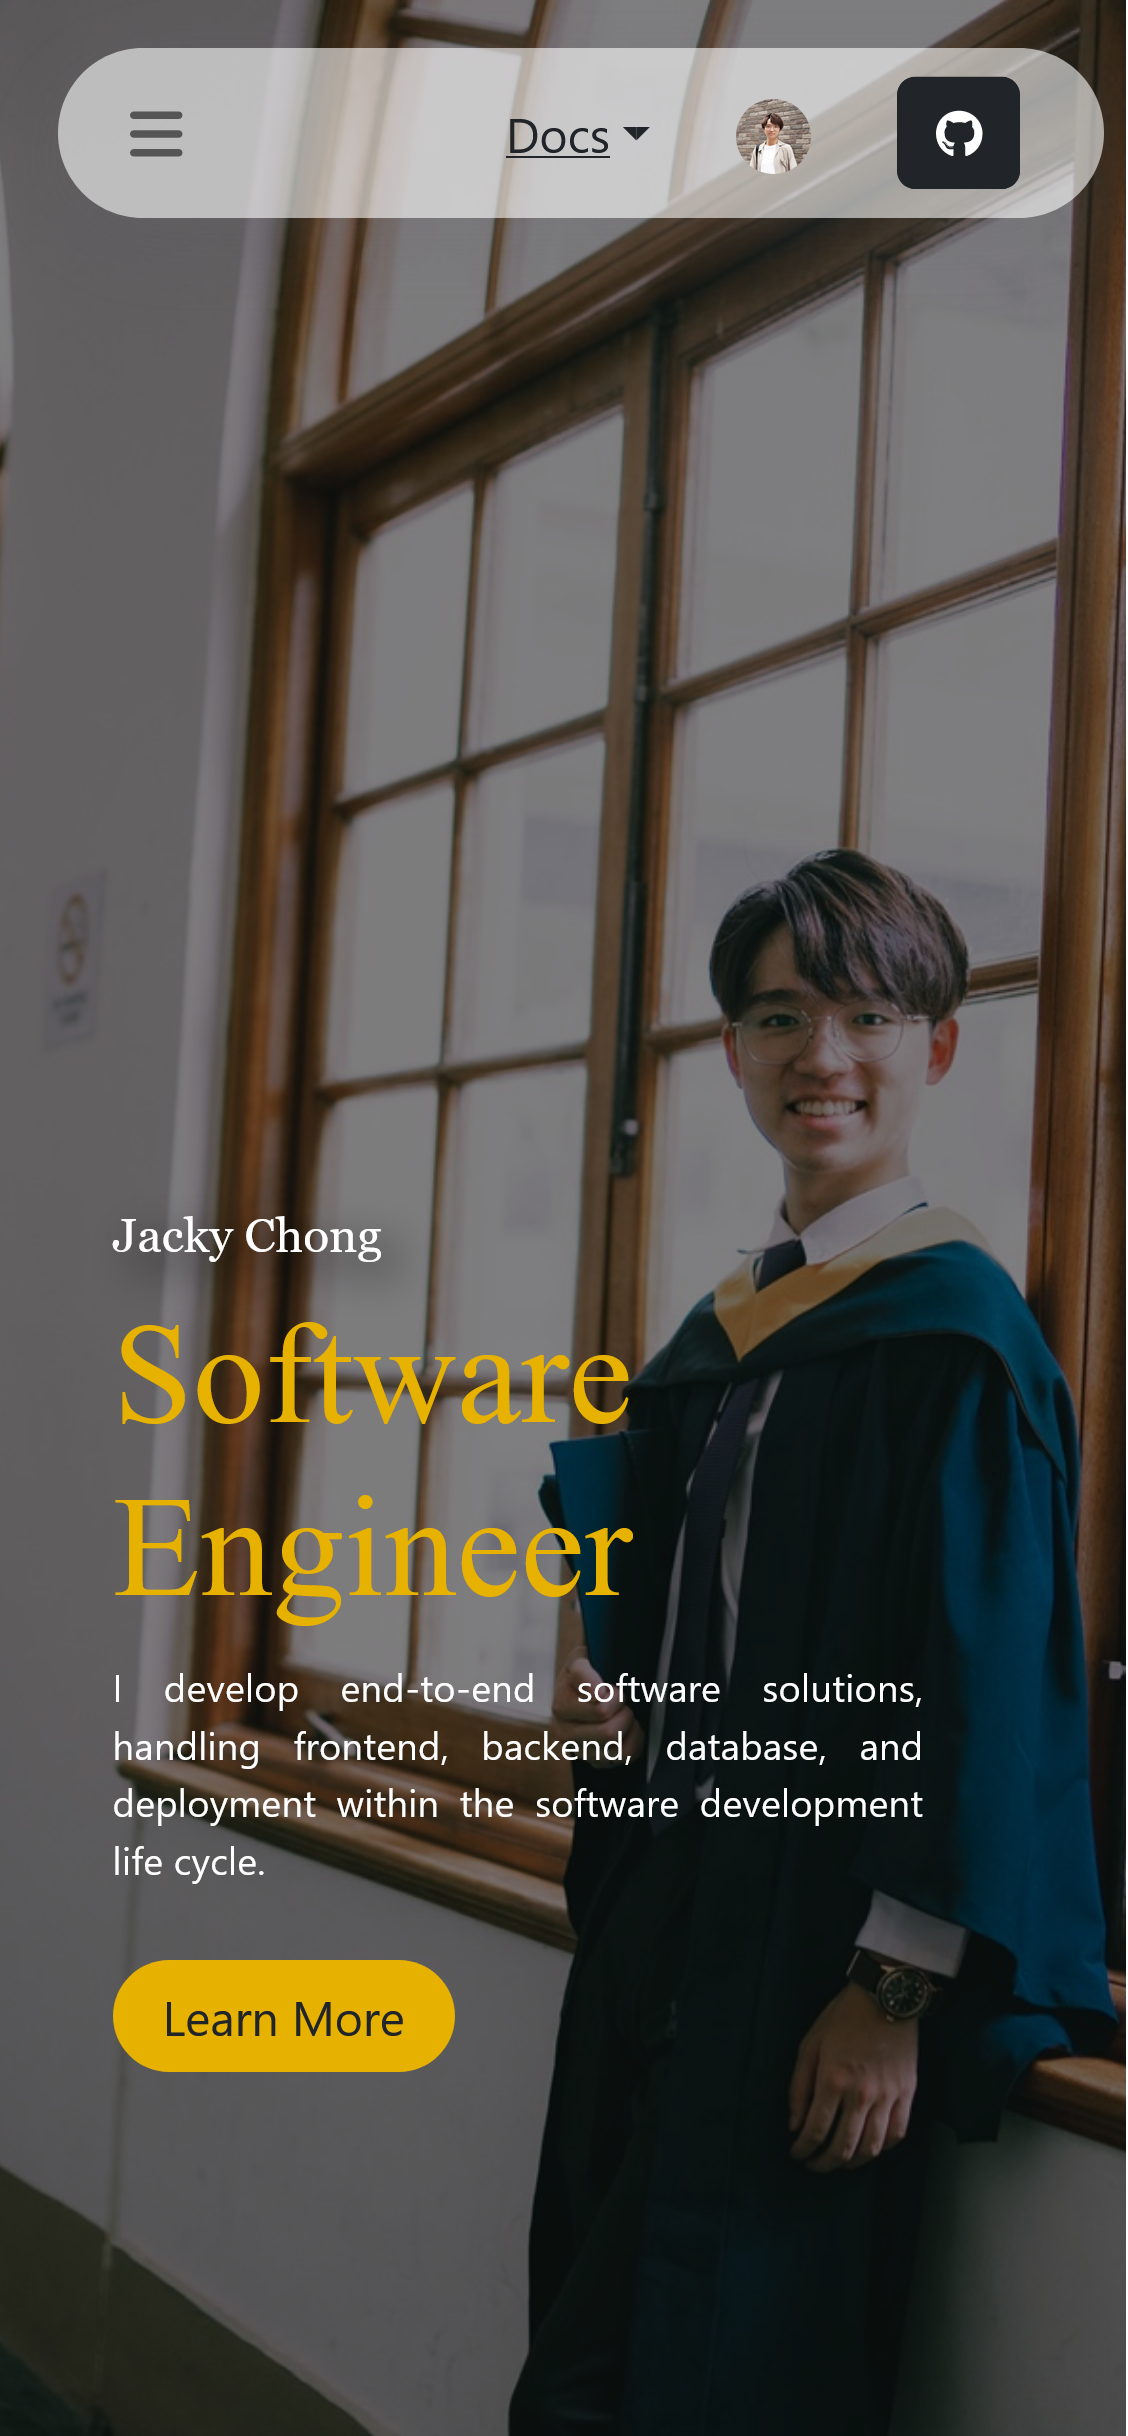 Docs
Jacky Chong
Software
Engineer
I develop end-to-end software solutions,
handling frontend, backend, database, and
deployment within the software development
life cycle.
Learn More